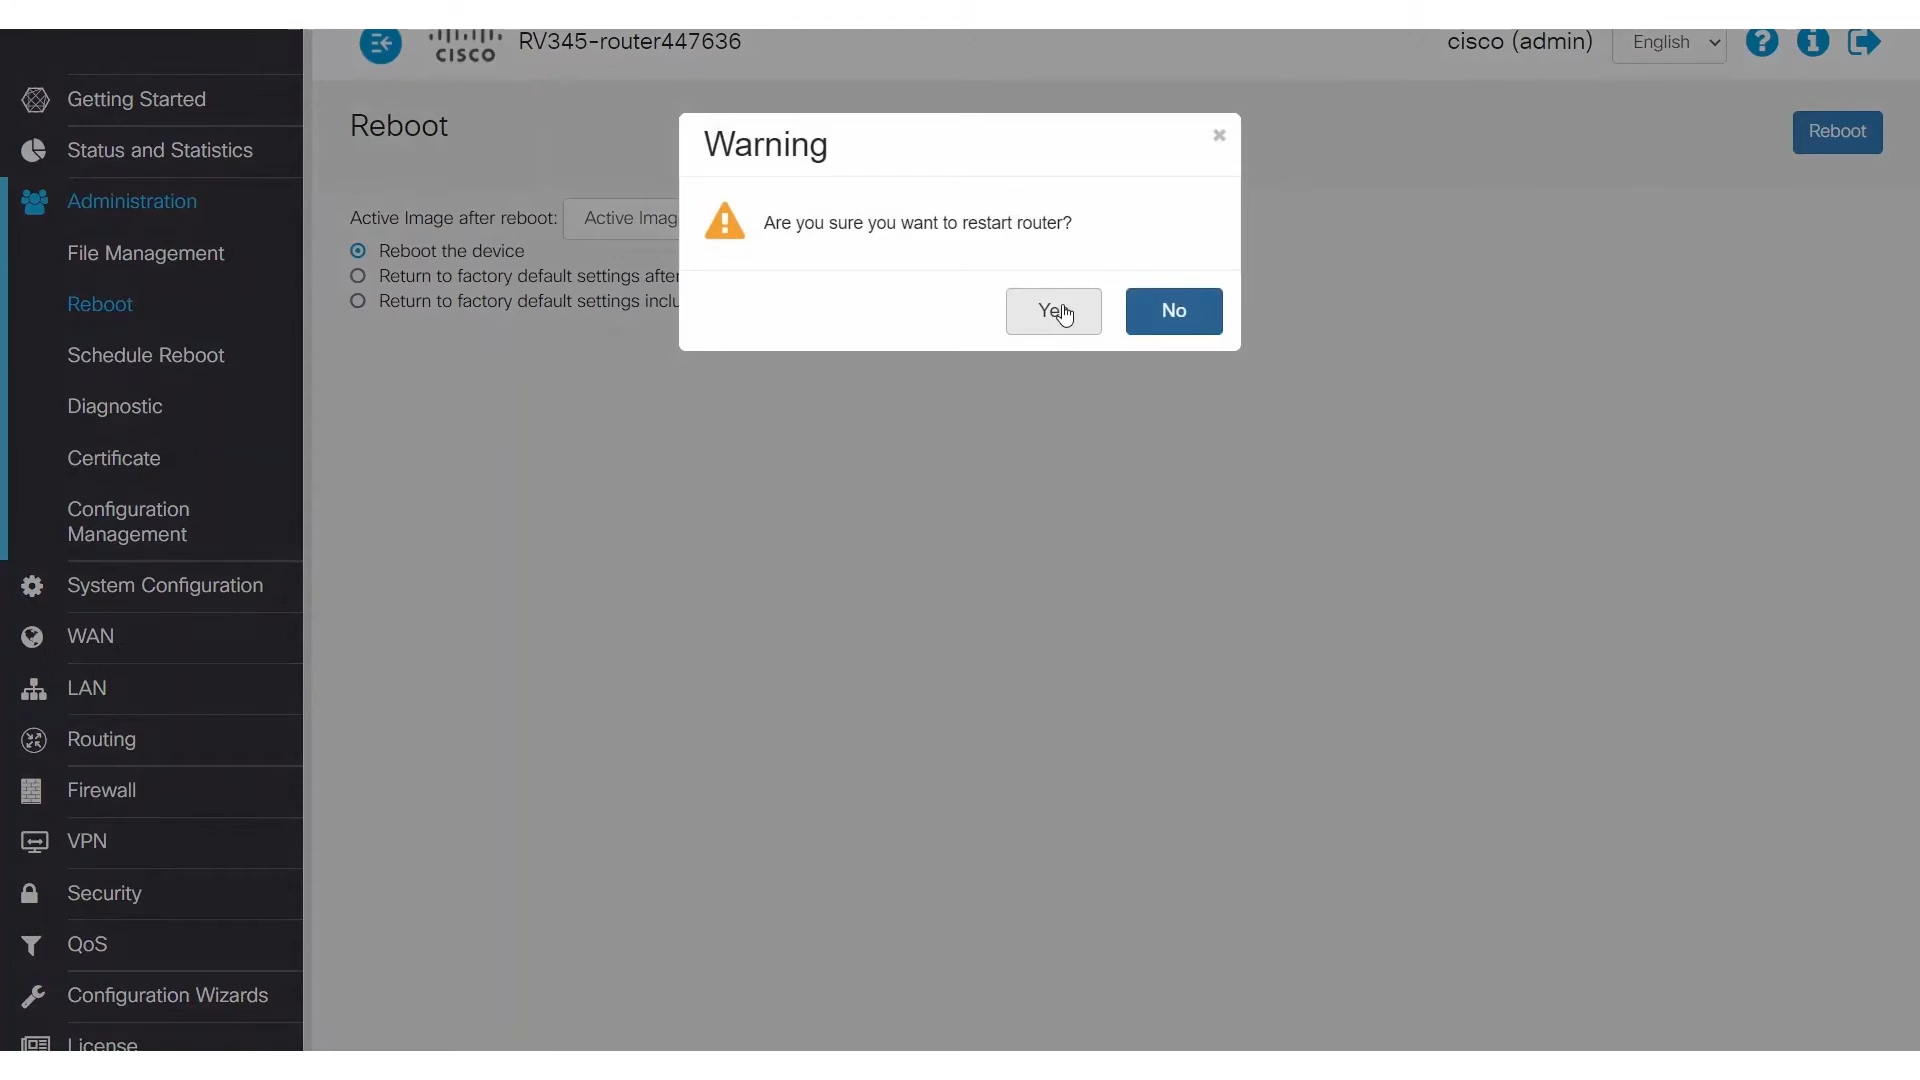 cisco RV345-router447636
cisco (admin)
English
Getting Started
Status and Statistics
Administration
File Management
Reboot
Schedule Reboot
Diagnostic
Certificate
Configuration
Management
System Configuration
WAN
LAN
Routing
Firewall
VPN
Security
QoS
Configuration Wizards
License
Reboot
Reboot
Active Image after reboot: Active Imag
Reboot the device
Return to factory default settings after
Return to factory default settings inclu
Warning
Are you sure you want to restart router?
Ye
No